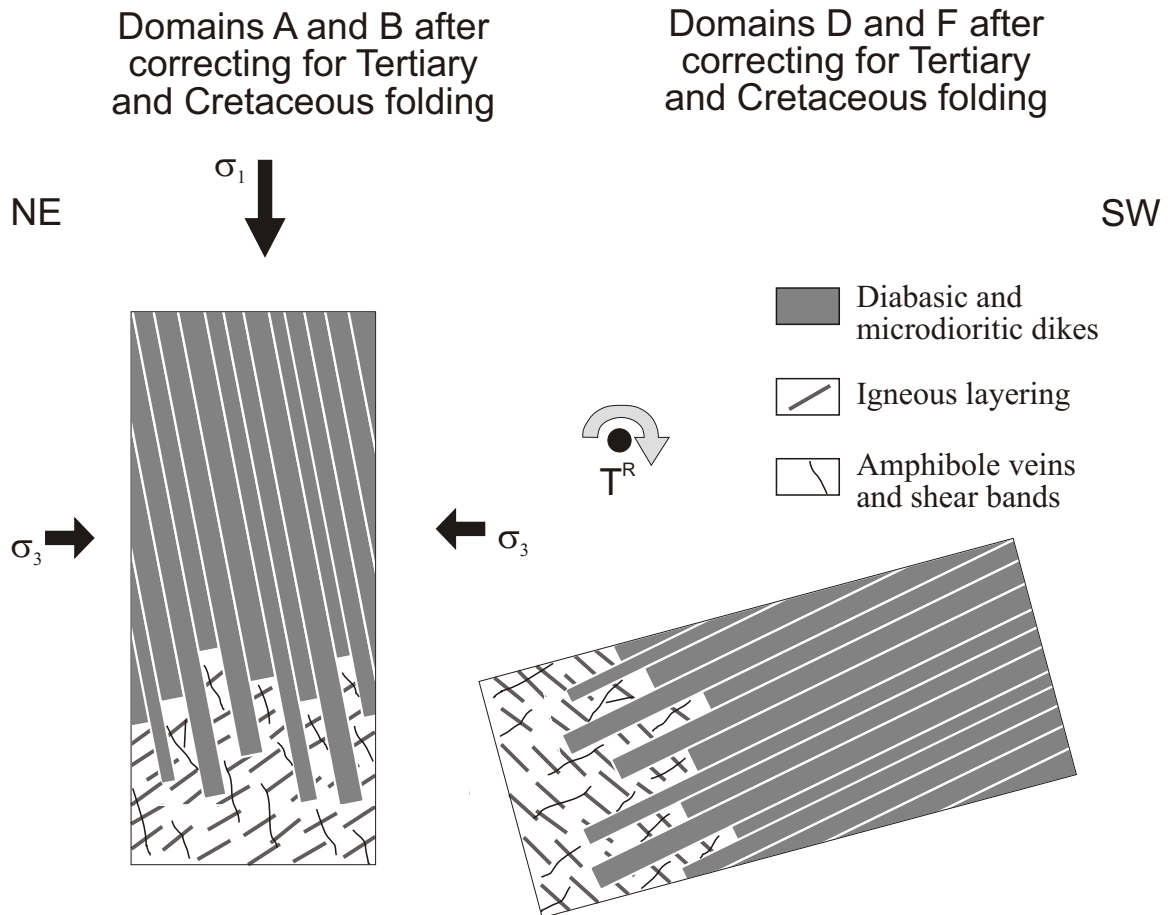 Domains A and B after
correcting for Tertiary
and Cretaceous folding
Domains D and F after
correcting for Tertiary
and Cretaceous folding
σ1
NE
SW
Diabasic and
microdioritic dikes
Igneous layering
Amphibole veins
and shear bands
TR
σ3
σ3